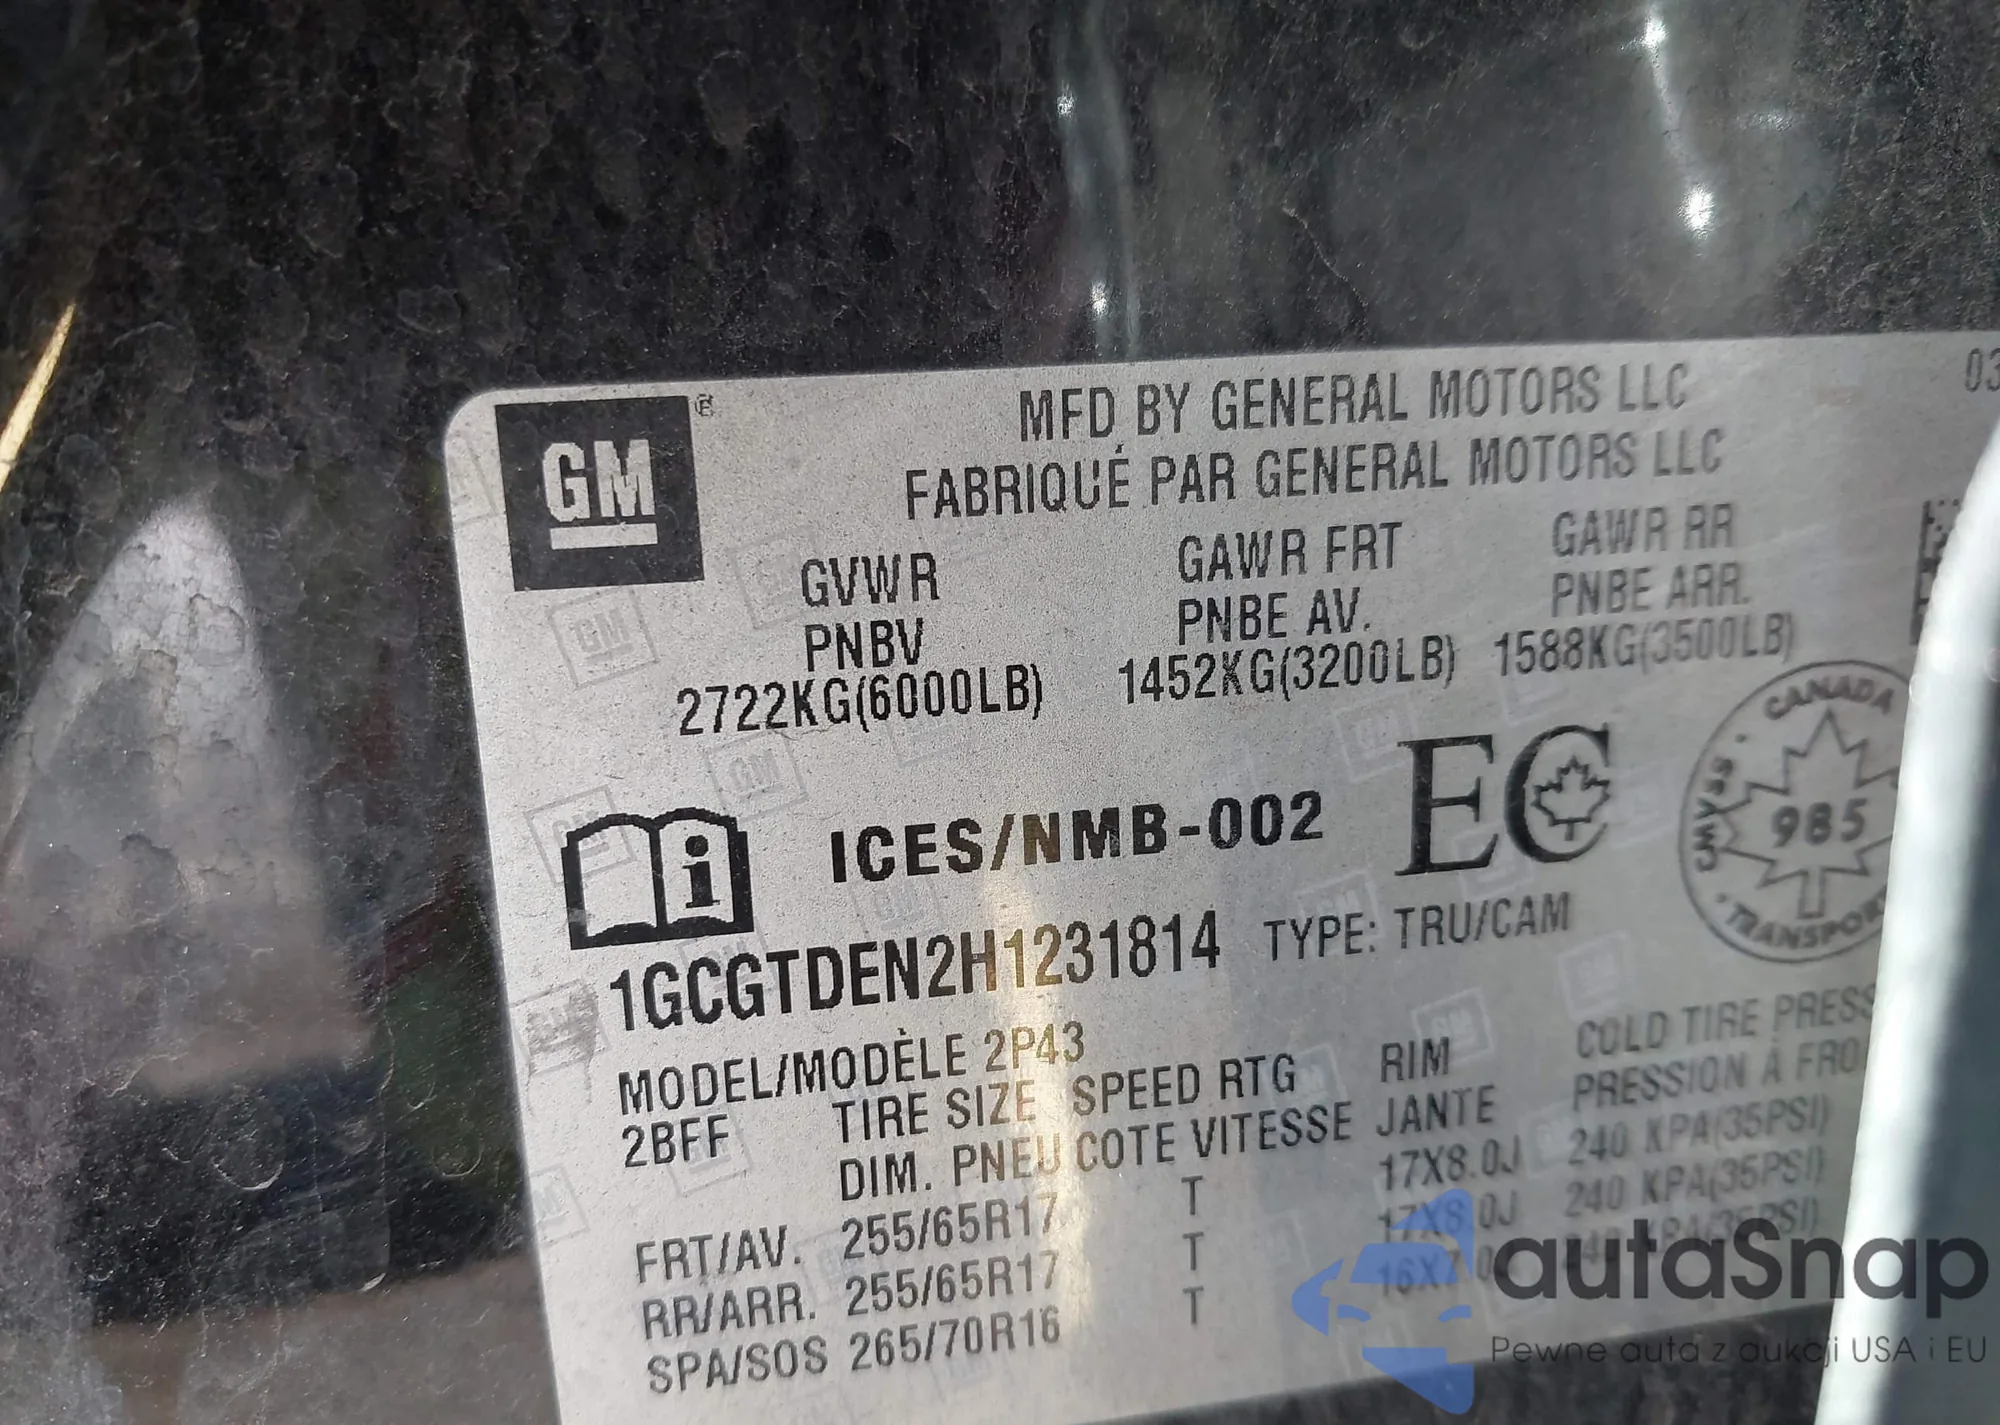 GM®
MFD BY GENERAL MOTORS LLC
03
FABRIQUÉ PAR GENERAL MOTORS LLC
GVWR GAWR FRT GAWR RR
PNBV PNBE AV. PNBE ARR.
2722KG(6000LB) 1452KG(3200LB) 1588KG(3500LB)
i ICES/NMB-002 EC
CANADA
985
TRANSPORT
1GCGTDEN2H1231814 TYPE: TRU/CAM
MODEL/MODÈLE 2P43
2BFF TIRE SIZE SPEED RTG RIM COLD TIRE PRESS
DIM. PNEU COTE VITESSE JANTE PRESSION À FRO
FRT/AV. 255/65R17 T 17X8.0J 240 KPA(35PSI)
RR/ARR. 255/65R17 T 17X8.0J 240 KPA(35PSI)
SPA/SOS 265/70R16 T
autaSnap
Pewne auta z aukcji USA i EU